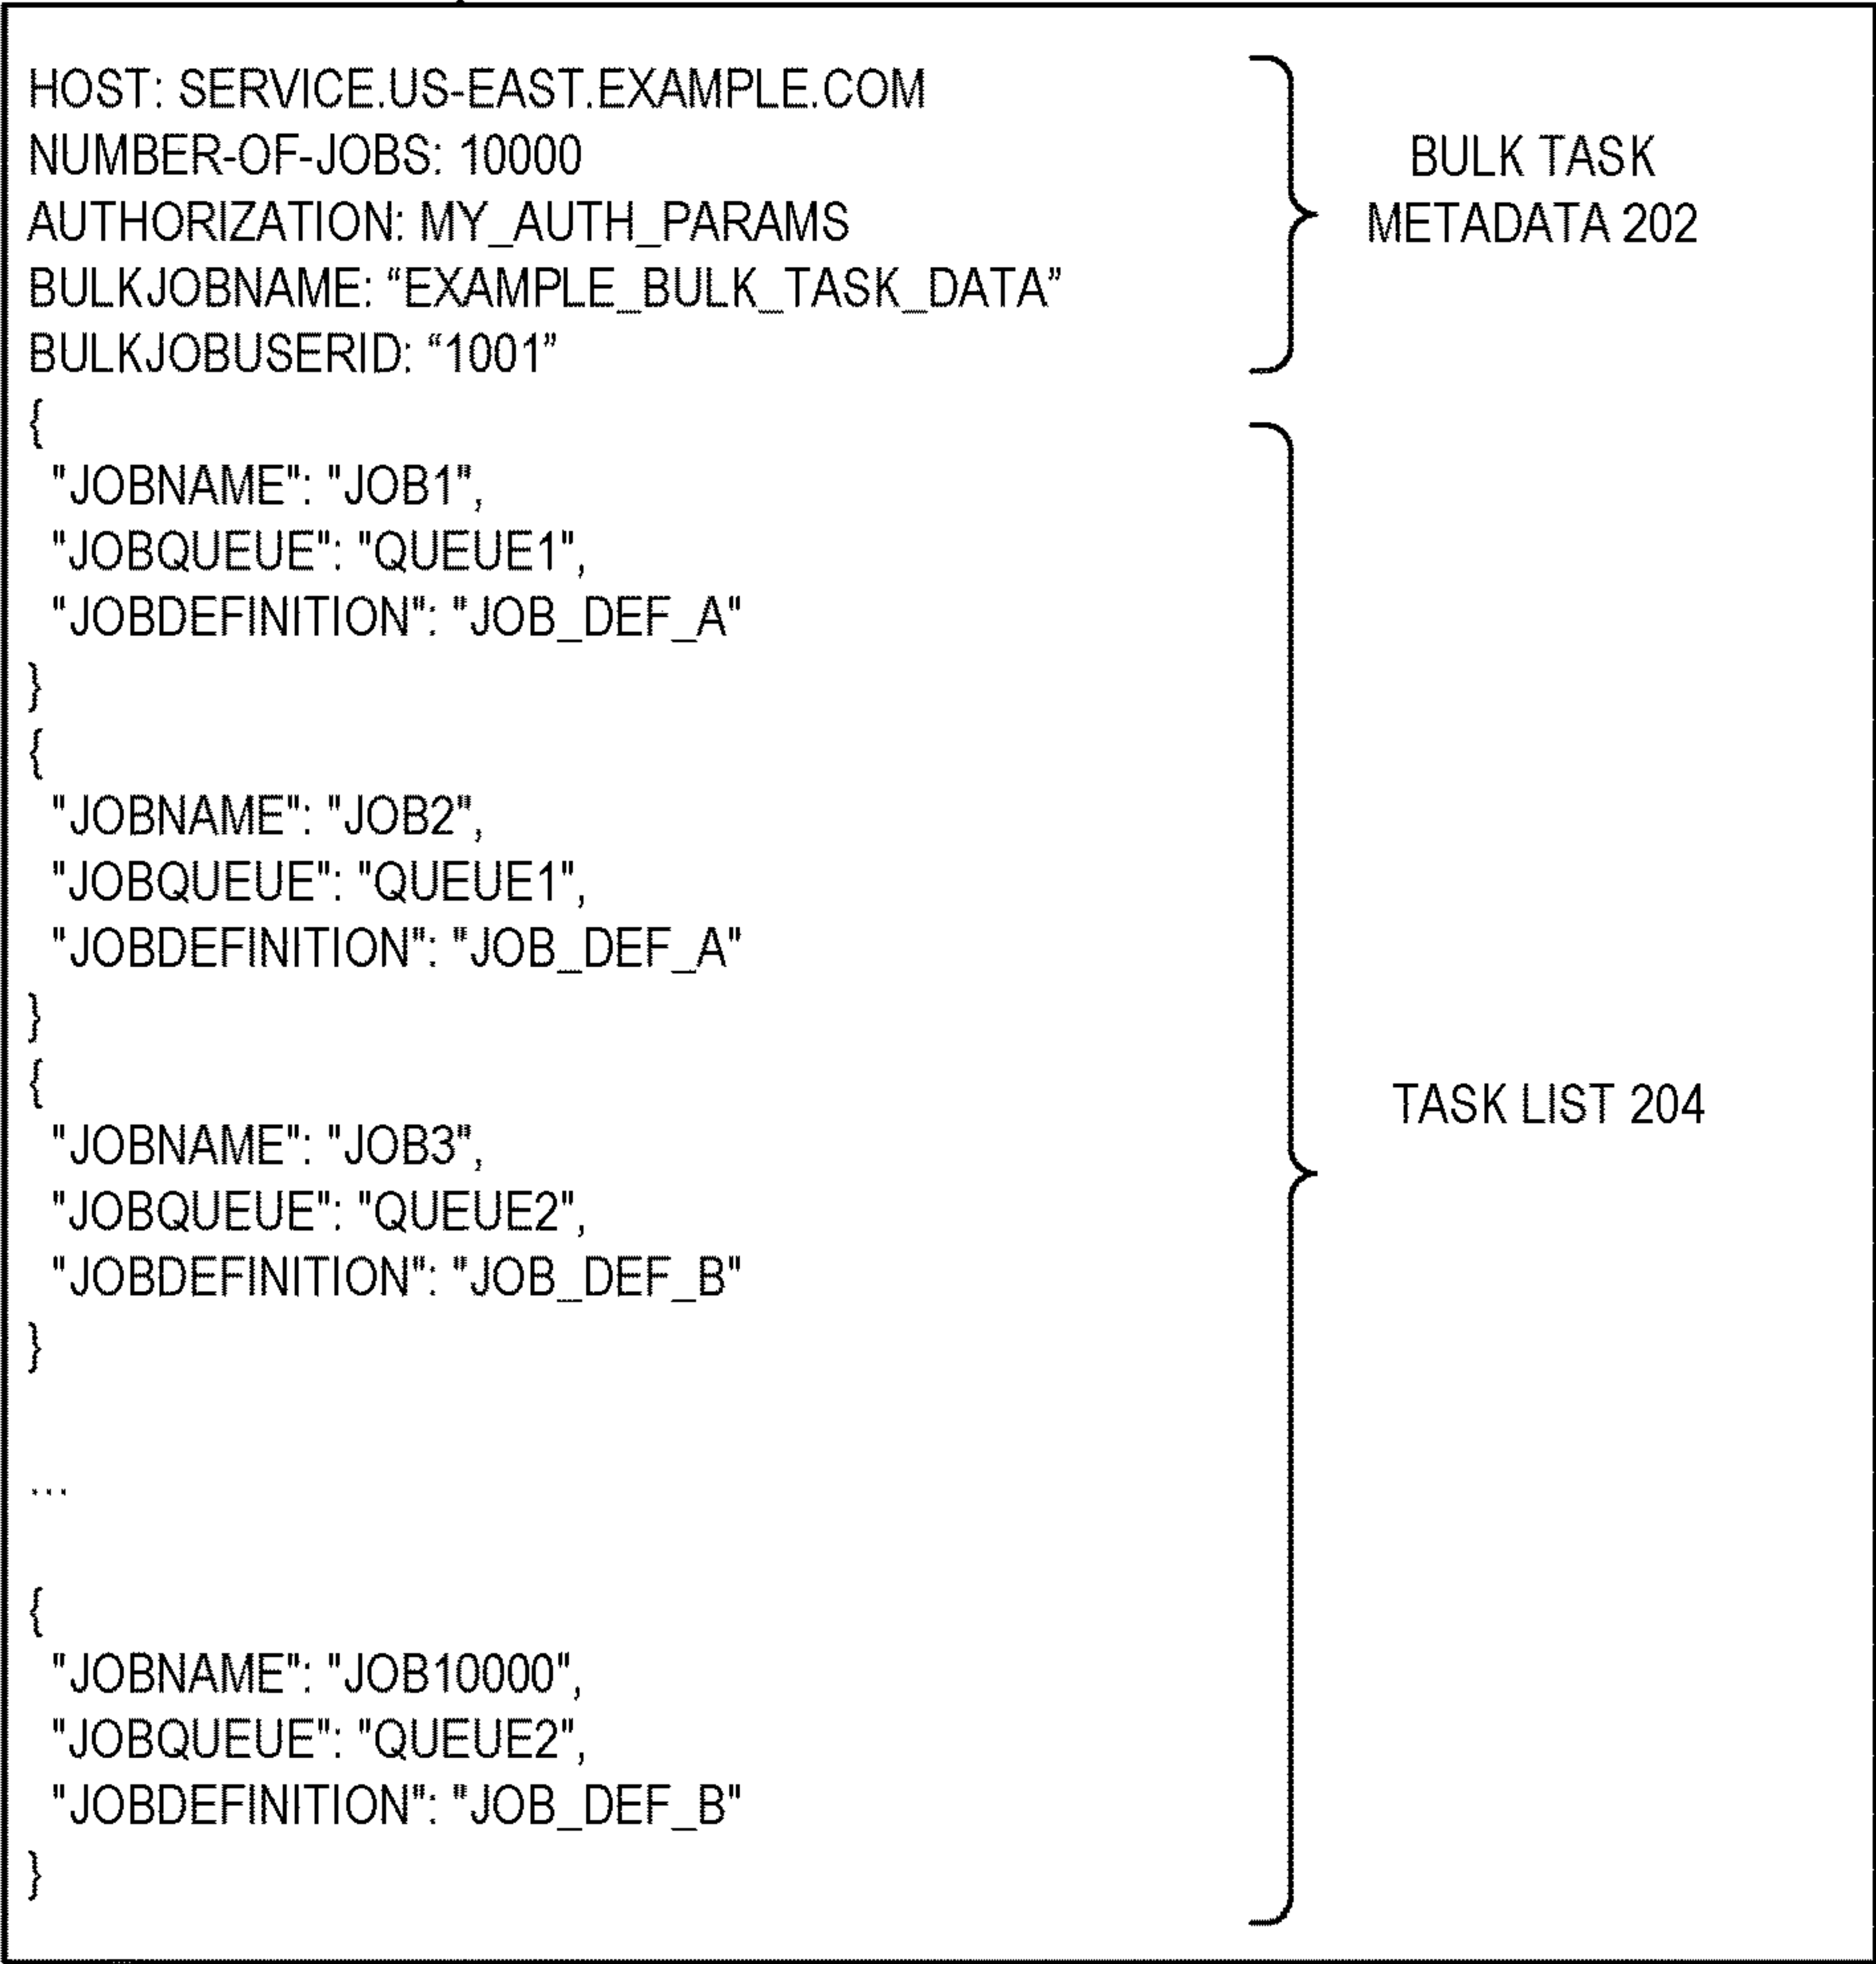 HOST: SERVICE.US-EAST.EXAMPLE.COM
NUMBER-OF-JOBS: 10000
AUTHORIZATION: MY_AUTH_PARAMS
BULKJOBNAME: “EXAMPLE_BULK_TASK_DATA”
BULKJOBUSERID: “1001”
BULK TASK
METADATA 202
{
"JOBNAME": "JOB1",
"JOBQUEUE": "QUEUE1",
"JOBDEFINITION": "JOB_DEF_A"
}
{
"JOBNAME": "JOB2",
"JOBQUEUE": "QUEUE1",
"JOBDEFINITION": "JOB_DEF_A"
}
{
"JOBNAME": "JOB3",
"JOBQUEUE": "QUEUE2",
"JOBDEFINITION": "JOB_DEF_B"
}
...
{
"JOBNAME": "JOB10000",
"JOBQUEUE": "QUEUE2",
"JOBDEFINITION": "JOB_DEF_B"
}
TASK LIST 204